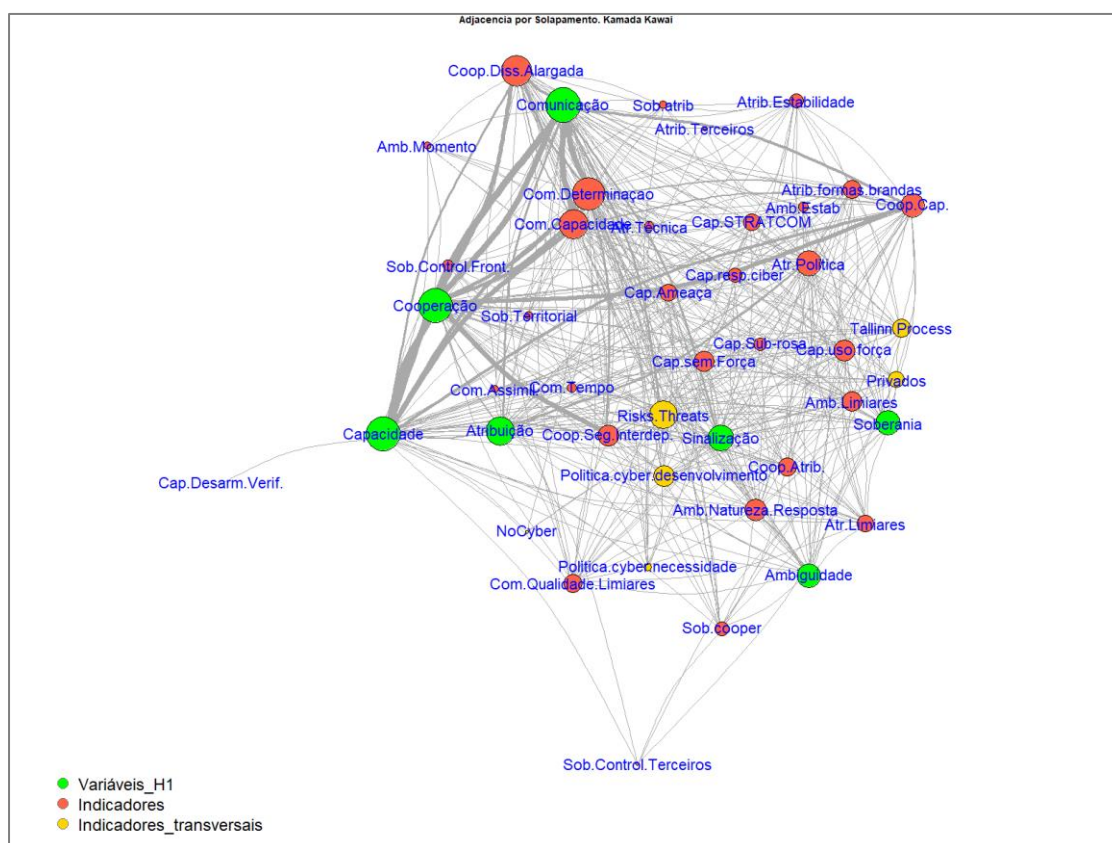 Adjacencia por Solapamento. Kamada Kawai
Coop.Diss.Alargada
Comunicação
Sob.atrib
Atrib.Estabilidade
Atrib.Terceiros
Amb.Momento
Com.Determinaçao
Atrib.formas.brandas
Coop.Cap.
Amb.Estab
Com.Capacidade
Atr.Tecnica
Cap.STRATCOM
Sob.Control.Front.
Atr.Politica
Cap.resp.ciber
Cap.Ameaça
Cooperação
Sob.Territorial
Tallinn.Process
Cap.Sub-rosa
Cap.uso.força
Cap.sem.Força
Privados
Com.Assimil.
Com.Tempo
Amb.Limiares
Risks.Threats
Soberania
Capacidade
Atribuição
Coop.Seg.Interdep.
Sinalização
Coop.Atrib.
Politica.cyber.desenvolvimento
Cap.Desarm.Verif.
Amb.Natureza.Resposta
Atr.Limiares
NoCyber
Politica.cyber.necessidade
Ambiguidade
Com.Qualidade.Limiares
Sob.cooper
Sob.Control.Terceiros
Variáveis_H1
Indicadores
Indicadores_transversais